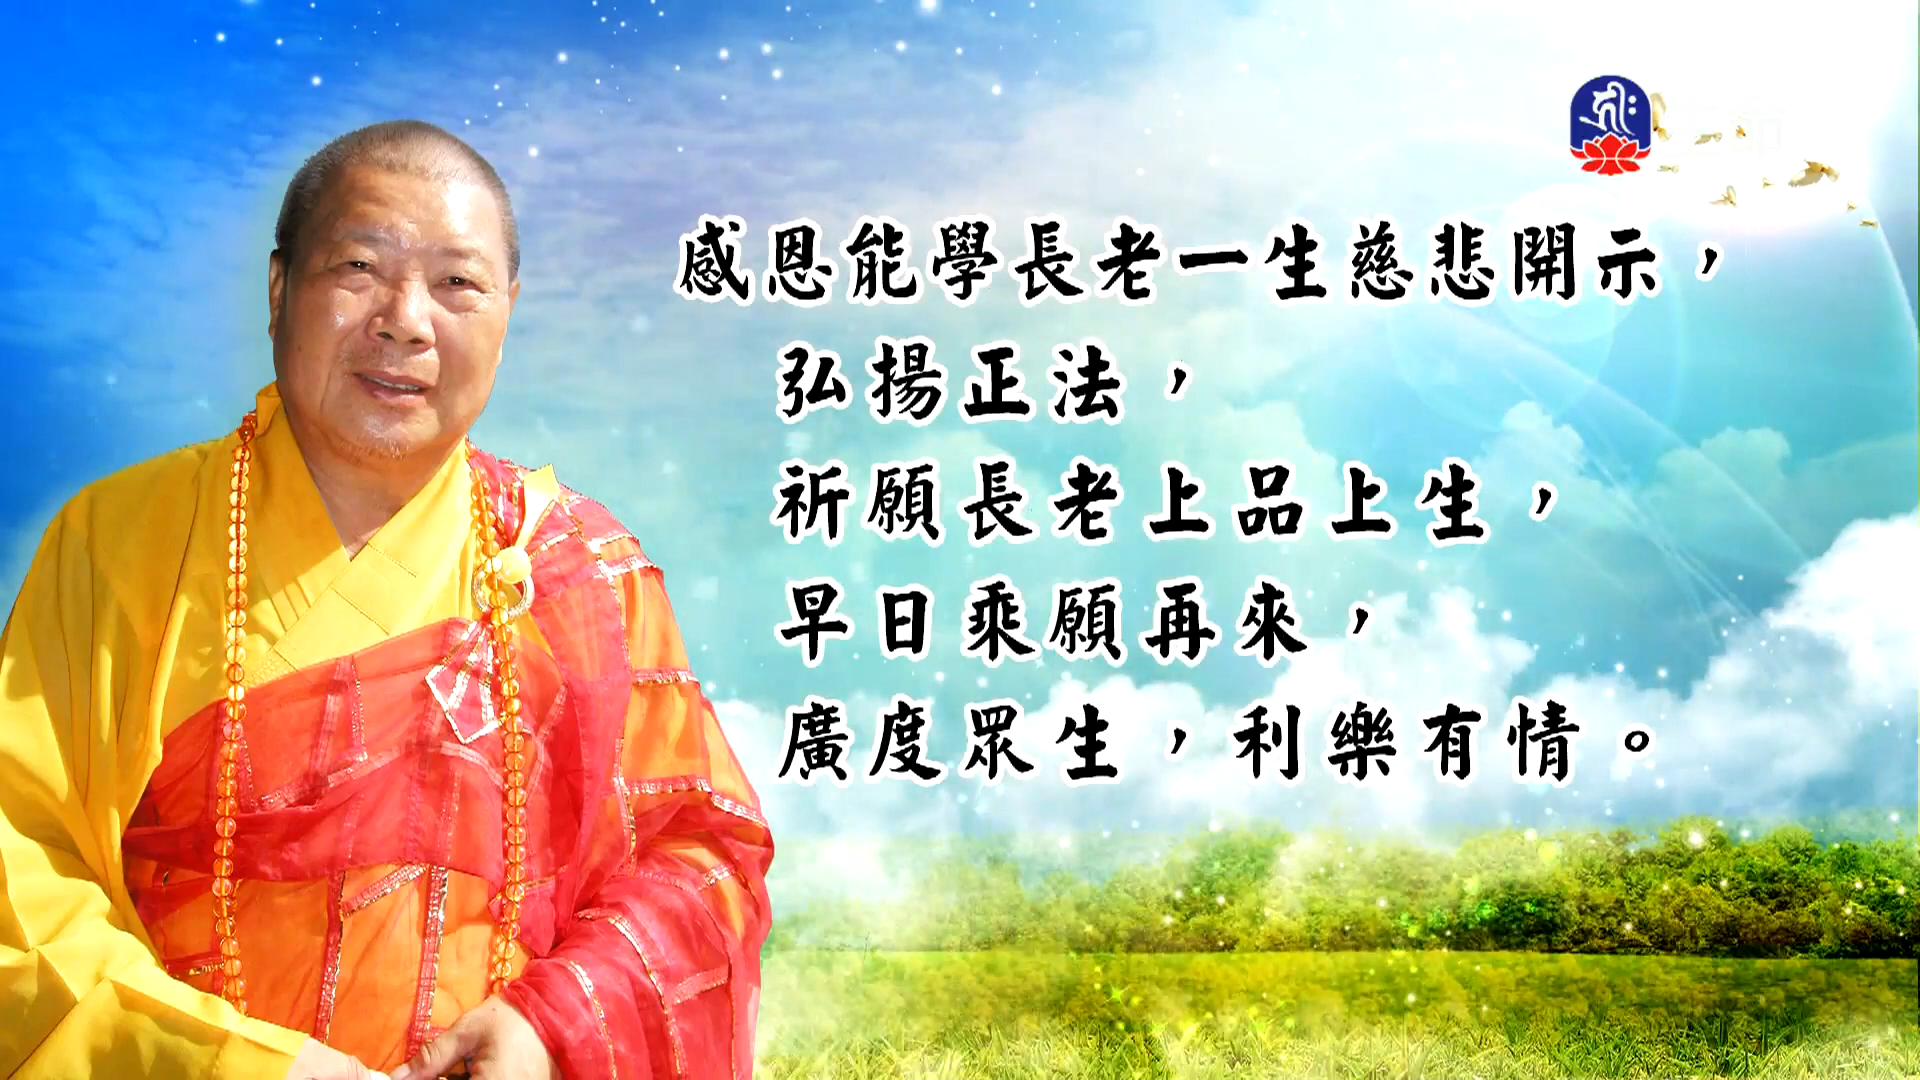 感恩能學長老一生慈悲開示，
弘揚正法，
祈願長老上品上生，
早日乘願再來，
廣度眾生，利樂有情。